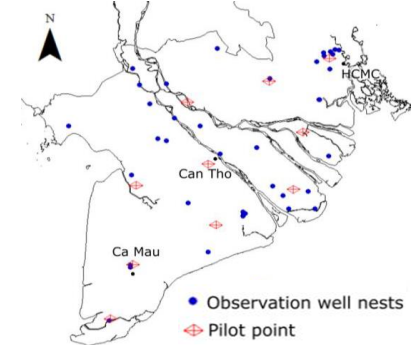 N
HCMC
Can Tho
Ca Mau
Observation well nests
Pilot point